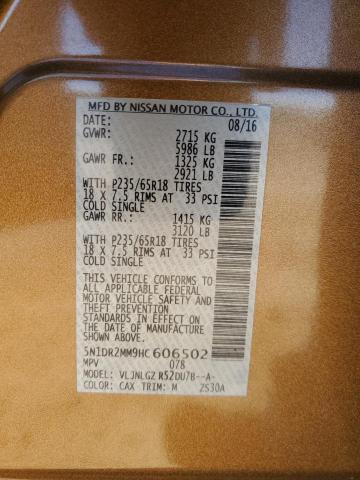 MFD BY NISSAN MOTOR CO., LTD.
DATE: 08/16
GVWR: 2715 KG
5986 LB
GAWR FR.: 1325 KG
2921 LB
WITH P235/65R18 TIRES
18 X 7.5 RIMS AT 33 PSI
COLD SINGLE
GAWR RR.: 1415 KG
3120 LB
WITH P235/65R18 TIRES
18 X 7.5 RIMS AT 33 PSI
COLD SINGLE
THIS VEHICLE CONFORMS TO
ALL APPLICABLE FEDERAL
MOTOR VEHICLE SAFETY AND
THEFT PREVENTION
STANDARDS IN EFFECT ON
THE DATE OF MANUFACTURE
SHOWN ABOVE.
5N1DR2MM9HC606502
MPV 078
MODEL: VLJNLGZ R52DU7B--A-
COLOR: CAX TRIM: M 2S30A